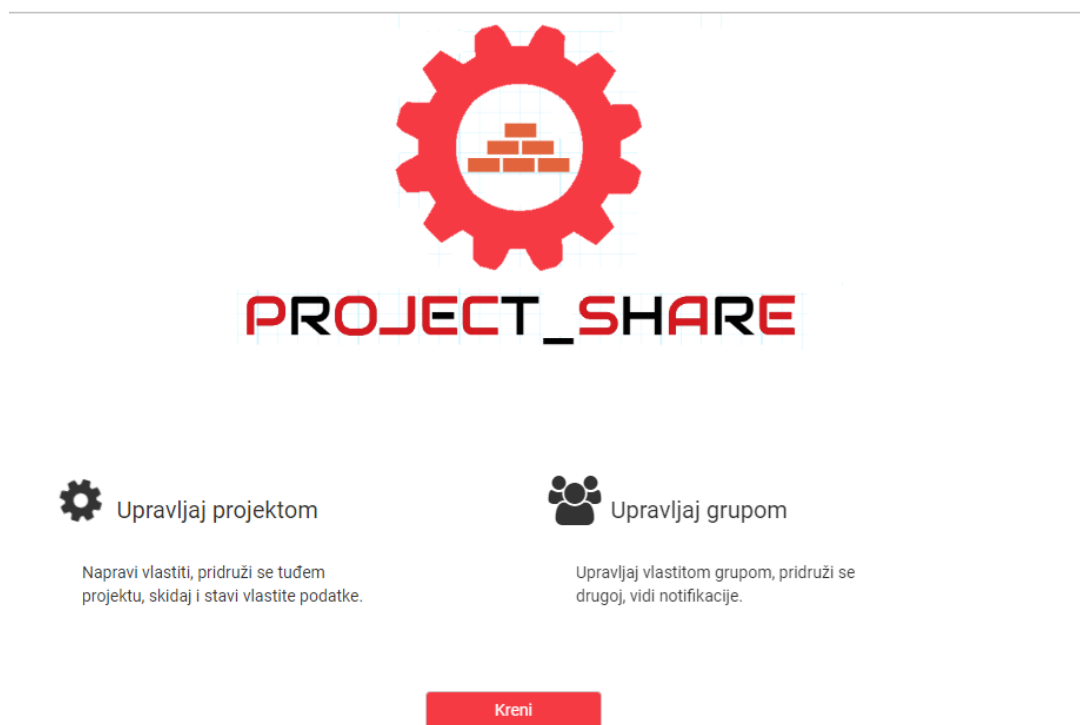 PROJECT_SHARE
Upravljaj projektom
Napravi vlastiti, pridruži se tuđem
projektu, skidaj i stavi vlastite podatke.
Upravljaj grupom
Upravljaj vlastitom grupom, pridruži se
drugoj, vidi notifikacije.
Kreni